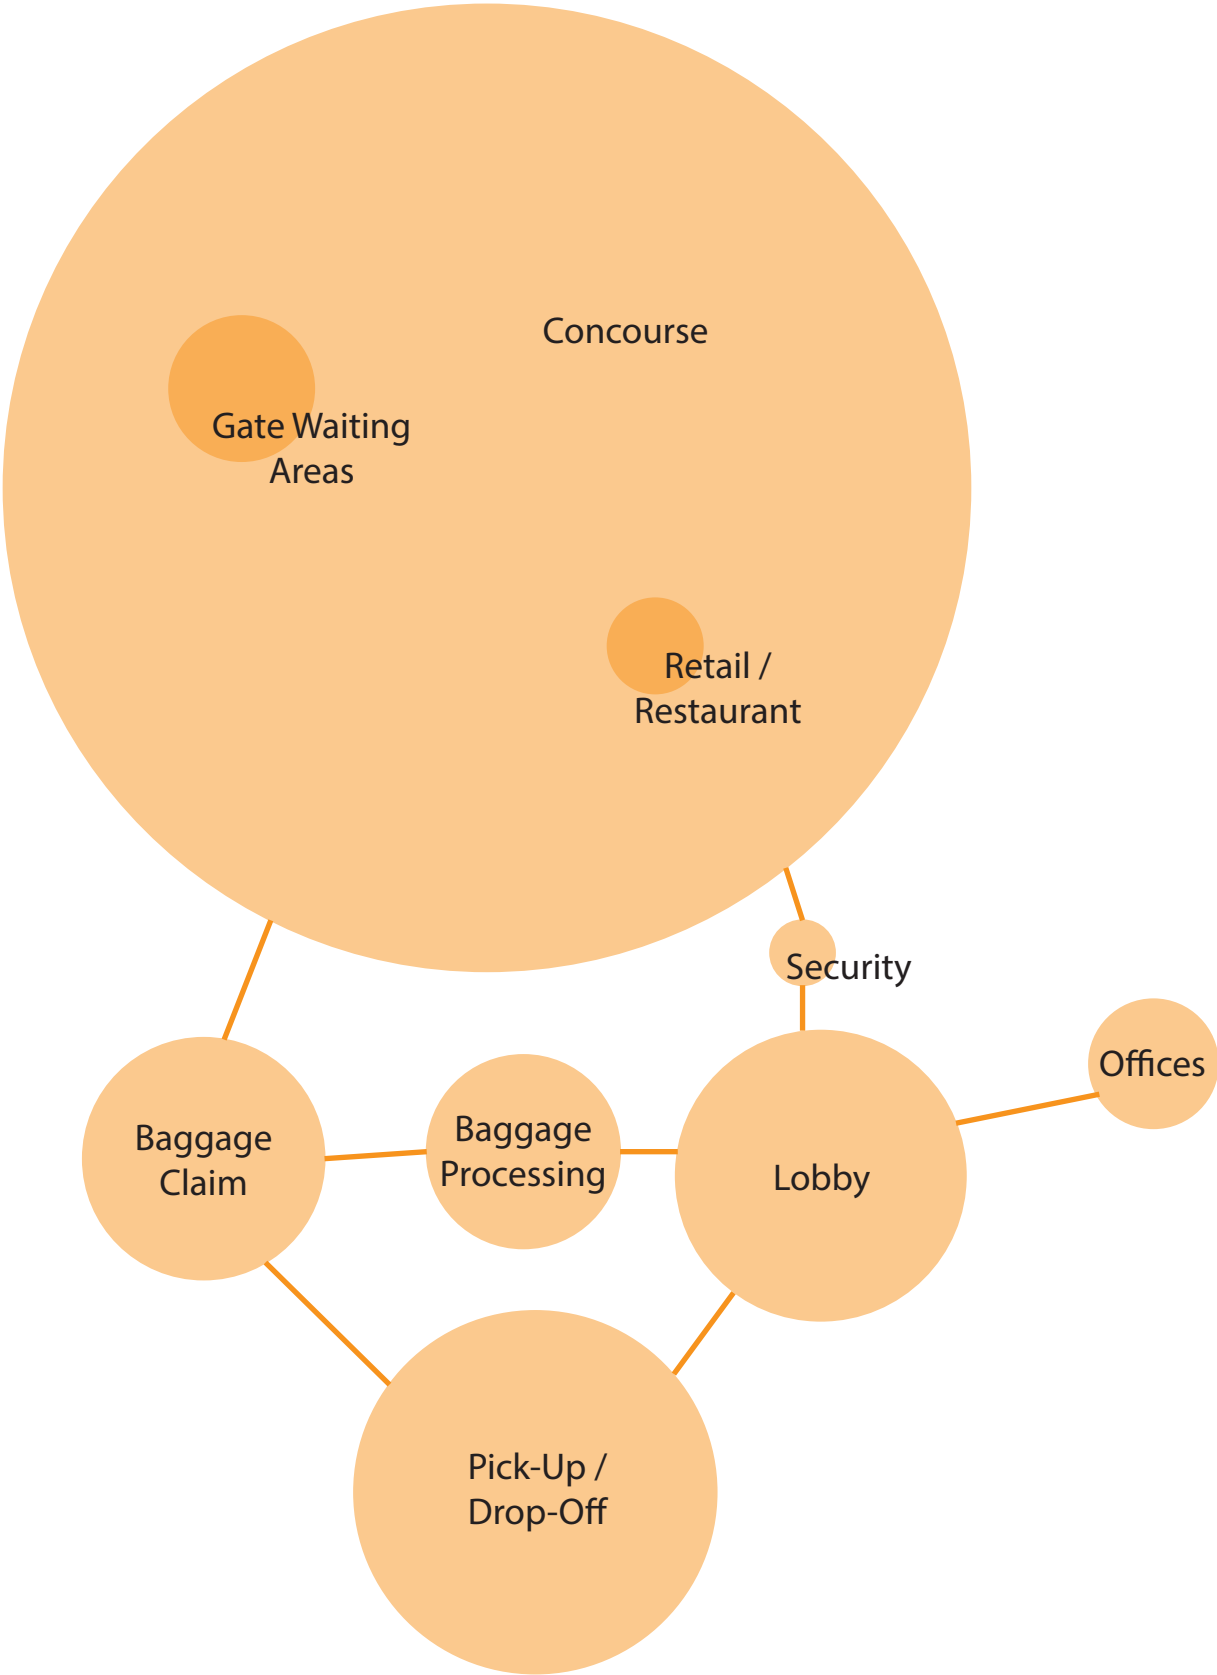 Concourse
Gate Waiting
Areas
Retail /
Restaurant
Security
Offices
Baggage
Claim
Baggage
Processing
Lobby
Pick-Up /
Drop-Off